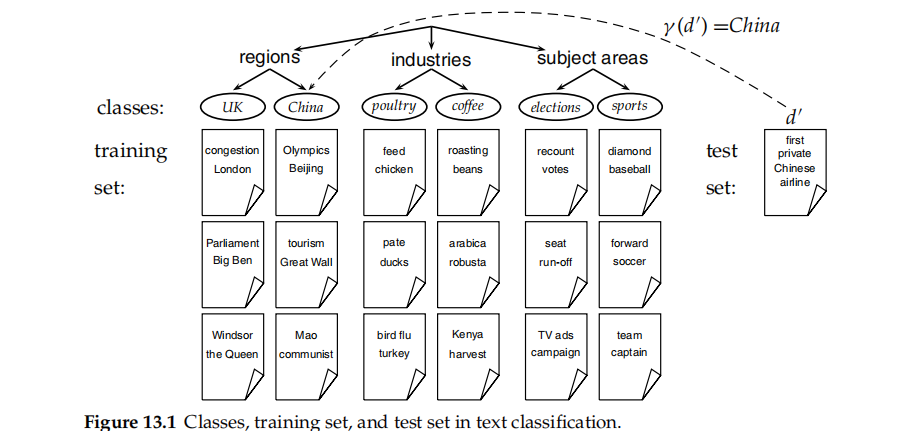 γ(d′) =China
regions
industries
subject areas
classes:
UK
China
poultry
coffee
elections
sports
d′
training
set:
congestion
London
Olympics
Beijing
feed
chicken
roasting
beans
recount
votes
diamond
baseball
test
set:
first
private
Chinese
airline
Parliament
Big Ben
tourism
Great Wall
pate
ducks
arabica
robusta
seat
run-off
forward
soccer
Windsor
the Queen
Mao
communist
bird flu
turkey
Kenya
harvest
TV ads
campaign
team
captain
Figure 13.1 Classes, training set, and test set in text classification.